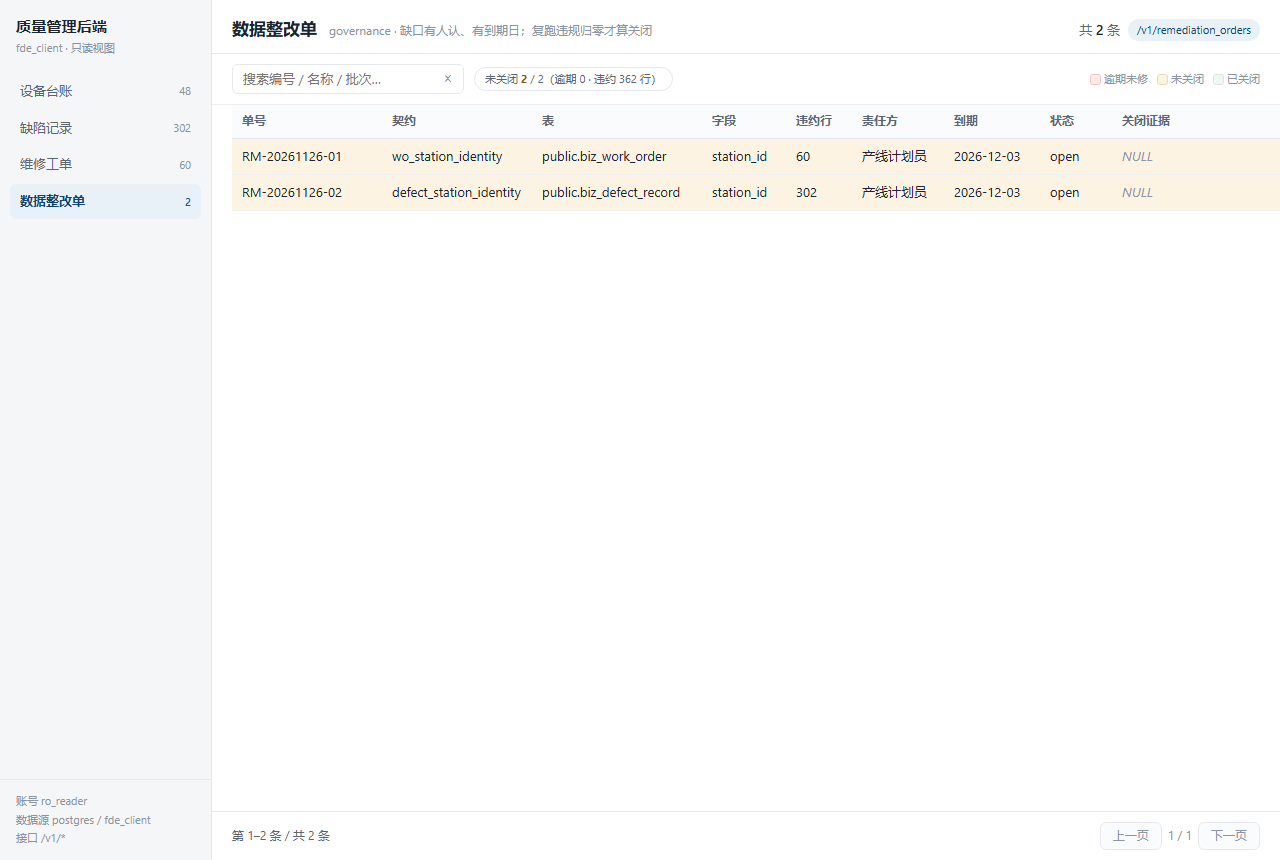 质量管理后端
fde_client · 只读视图
设备台账 48
缺陷记录 302
维修工单 60
数据整改单 2
账号 ro_reader
数据源 postgres / fde_client
接口 /v1/*
数据整改单 governance · 缺口有人认、有到期日；复跑违规归零才算关闭 共 2 条 /v1/remediation_orders
搜索编号 / 名称 / 批次... × 未关闭 2 / 2（逾期 0 · 违约 362 行） 逾期未修 未关闭 已关闭
单号 契约 表 字段 违约行 责任方 到期 状态 关闭证据
RM-20261126-01 wo_station_identity public.biz_work_order station_id 60 产线计划员 2026-12-03 open NULL
RM-20261126-02 defect_station_identity public.biz_defect_record station_id 302 产线计划员 2026-12-03 open NULL
第 1–2 条 / 共 2 条 上一页 1 / 1 下一页